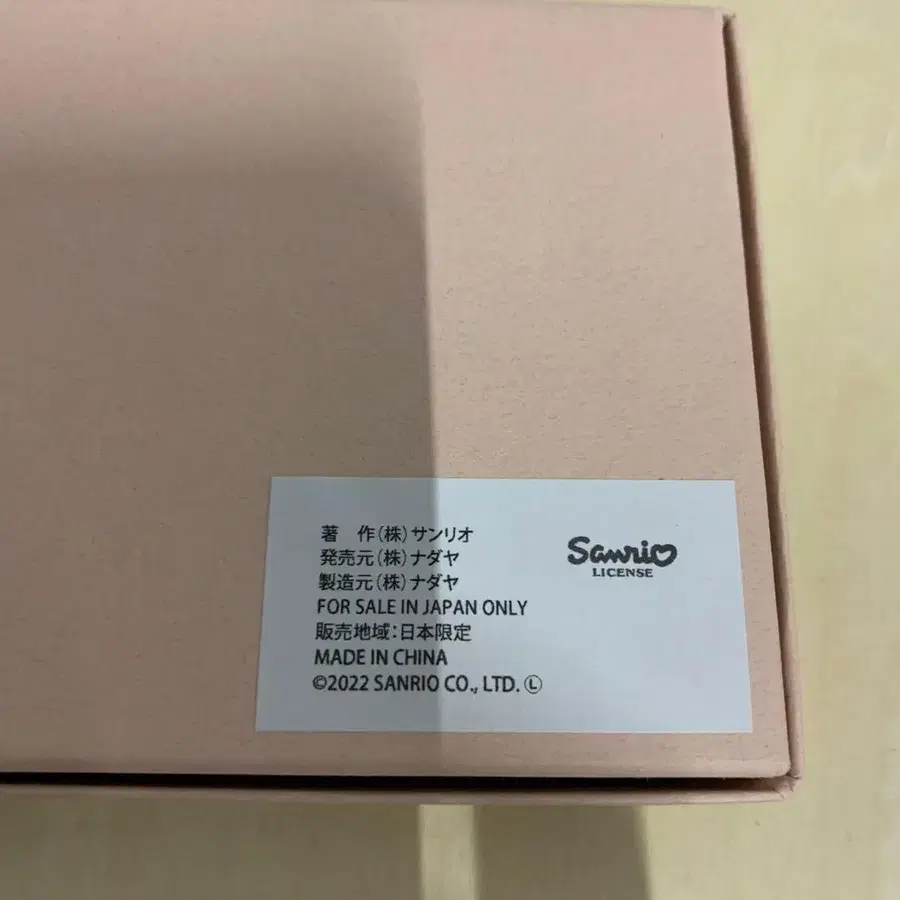 著　作(株)サンリオ
発売元(株)ナダヤ
製造元(株)ナダヤ
FOR SALE IN JAPAN ONLY
販売地域:日本限定
MADE IN CHINA
©2022 SANRIO CO., LTD. Ⓛ
Sanrio
LICENSE